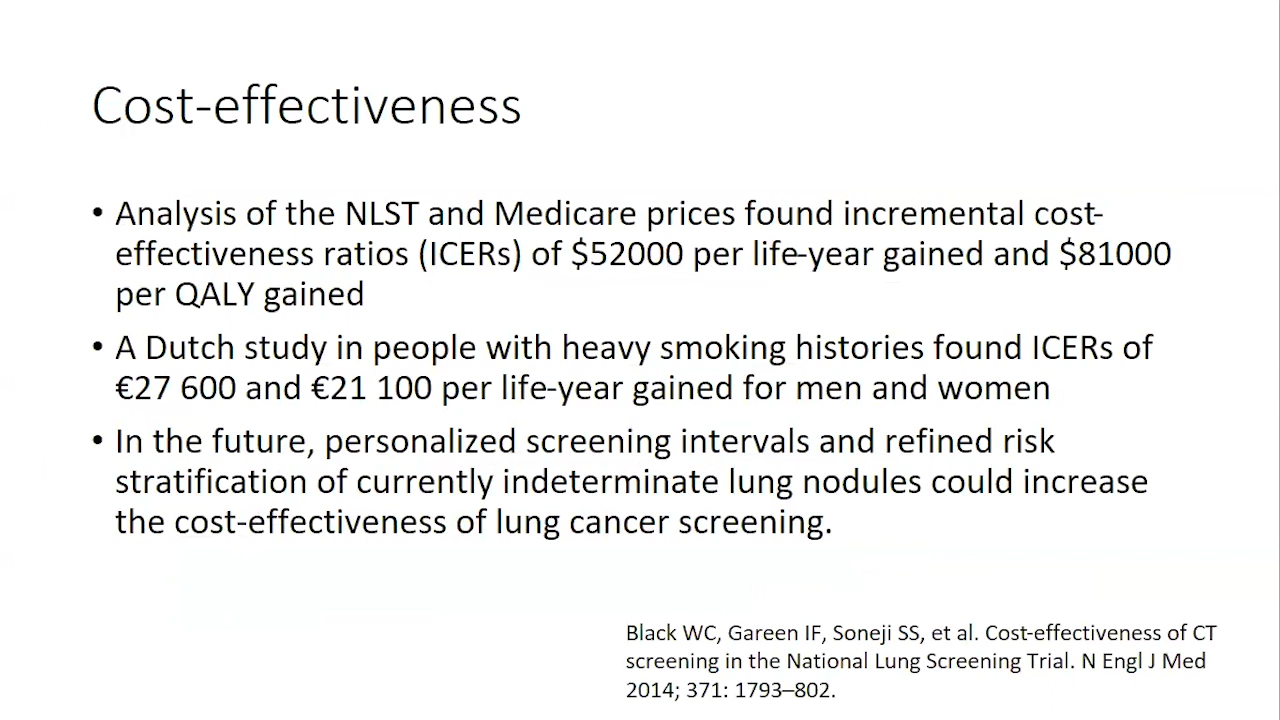 Cost-effectiveness
• Analysis of the NLST and Medicare prices found incremental cost-
effectiveness ratios (ICERs) of $52000 per life-year gained and $81000
per QALY gained
• A Dutch study in people with heavy smoking histories found ICERs of
€27 600 and €21 100 per life-year gained for men and women
• In the future, personalized screening intervals and refined risk
stratification of currently indeterminate lung nodules could increase
the cost-effectiveness of lung cancer screening.
Black WC, Gareen IF, Soneji SS, et al. Cost-effectiveness of CT
screening in the National Lung Screening Trial. N Engl J Med
2014; 371: 1793–802.